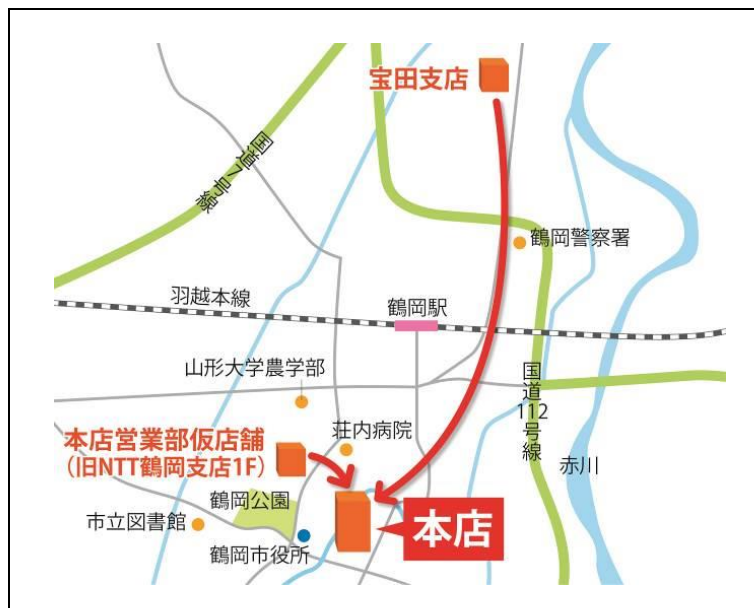 宝田支店
国道7号線
鶴岡警察署
羽越本線
鶴岡駅
山形大学農学部
国道
112
号線
荘内病院
本店営業部仮店舗
(旧NTT鶴岡支店1F)
赤川
鶴岡公園
市立図書館
本店
鶴岡市役所